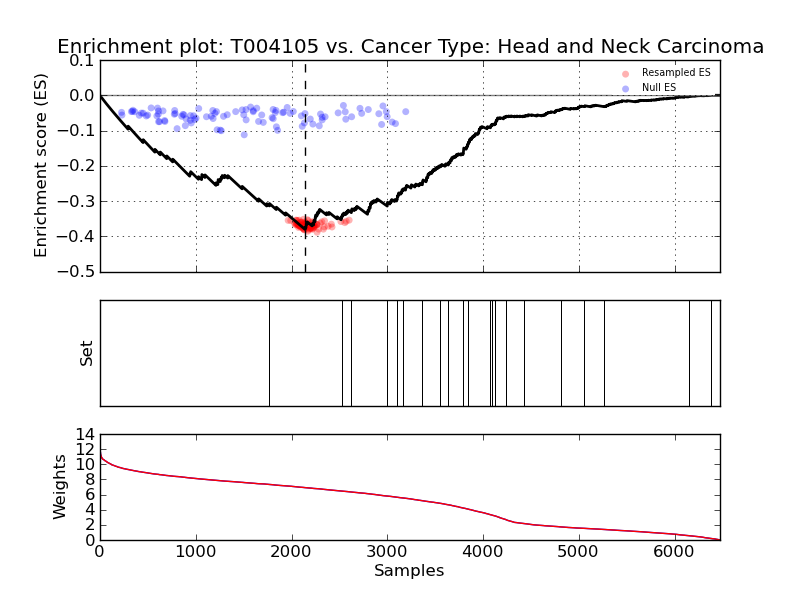 Enrichment plot: T004105 vs. Cancer Type: Head and Neck Carcinoma
Enrichment score (ES)
0.1
0.0
−0.1
−0.2
−0.3
−0.4
−0.5
Resampled ES
Null ES
Set
Weights
14
12
10
8
6
4
2
0
0 1000 2000 3000 4000 5000 6000
Samples